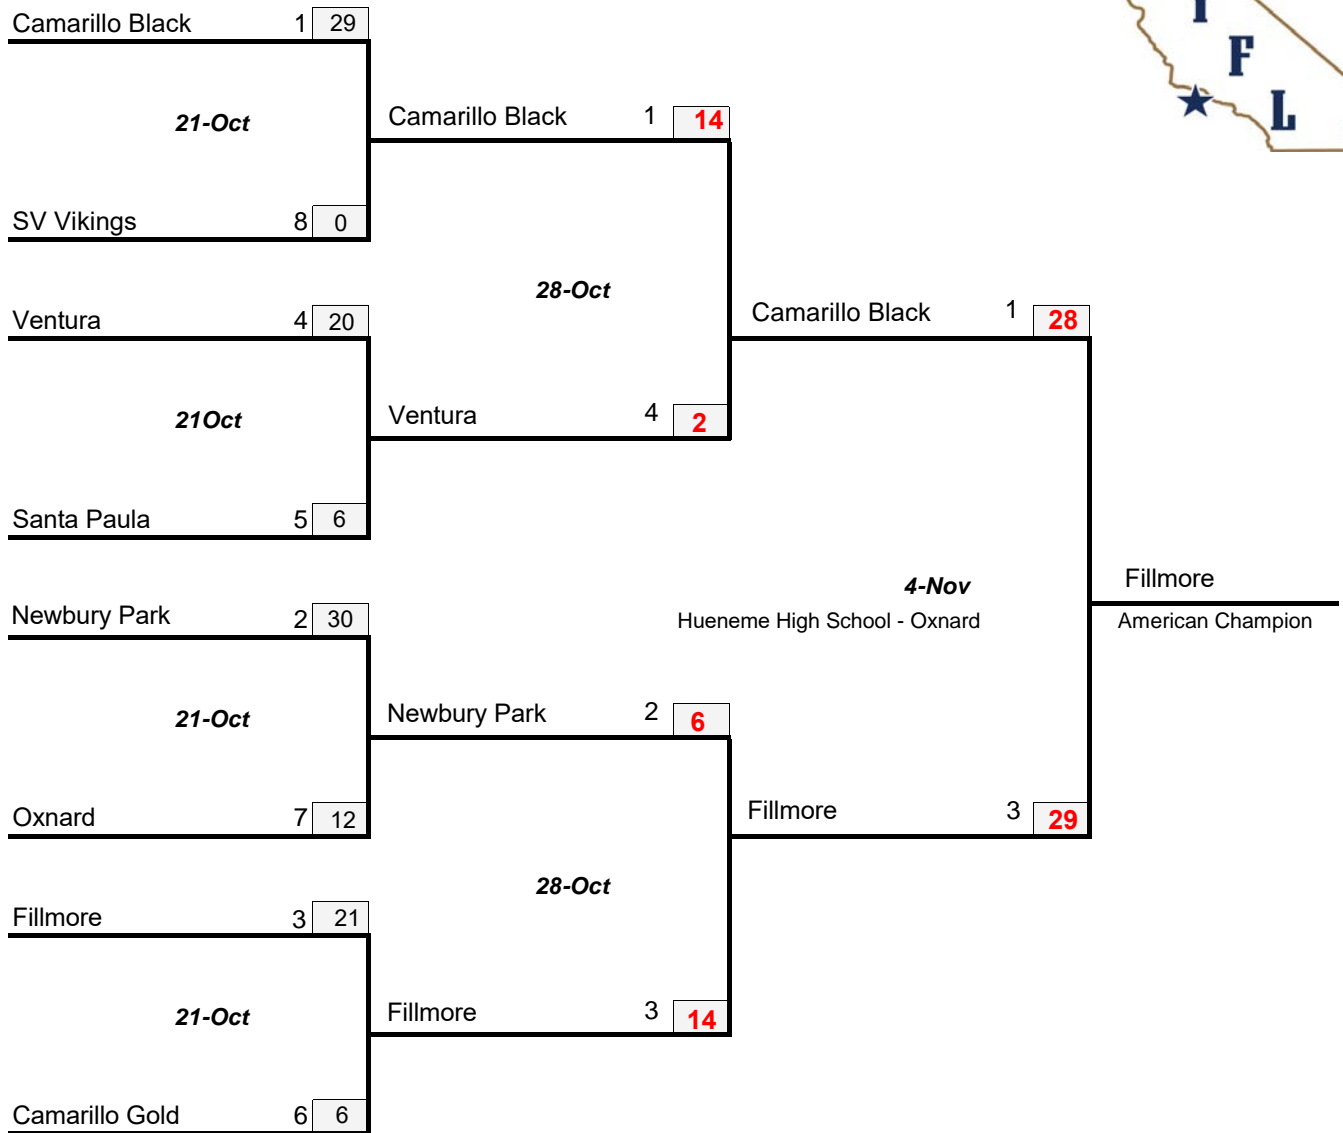 Camarillo Black 1 29
21-Oct
SV Vikings 8 0
Ventura 4 20
21Oct
Santa Paula 5 6
Newbury Park 2 30
21-Oct
Oxnard 7 12
Fillmore 3 21
21-Oct
Camarillo Gold 6 6
Camarillo Black 1 14
28-Oct
Ventura 4 2
Newbury Park 2 6
28-Oct
Fillmore 3 14
Camarillo Black 1 28
4-Nov
Hueneme High School - Oxnard
Fillmore 3 29
Fillmore
American Champion
F
L